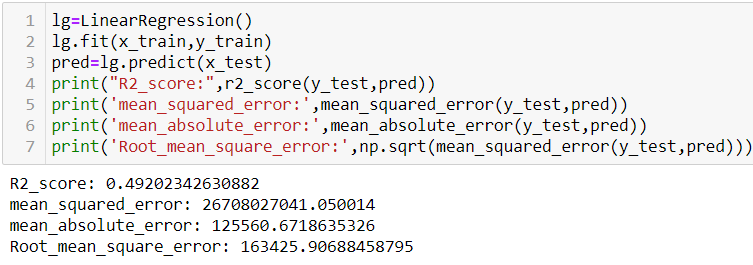 1 lg=LinearRegression()
2 lg.fit(x_train,y_train)
3 pred=lg.predict(x_test)
4 print("R2_score:",r2_score(y_test,pred))
5 print('mean_squared_error:',mean_squared_error(y_test,pred))
6 print('mean_absolute_error:',mean_absolute_error(y_test,pred))
7 print('Root_mean_square_error:',np.sqrt(mean_squared_error(y_test,pred)))
R2_score: 0.49202342630882
mean_squared_error: 26708027041.050014
mean_absolute_error: 125560.6718635326
Root_mean_square_error: 163425.90688458795